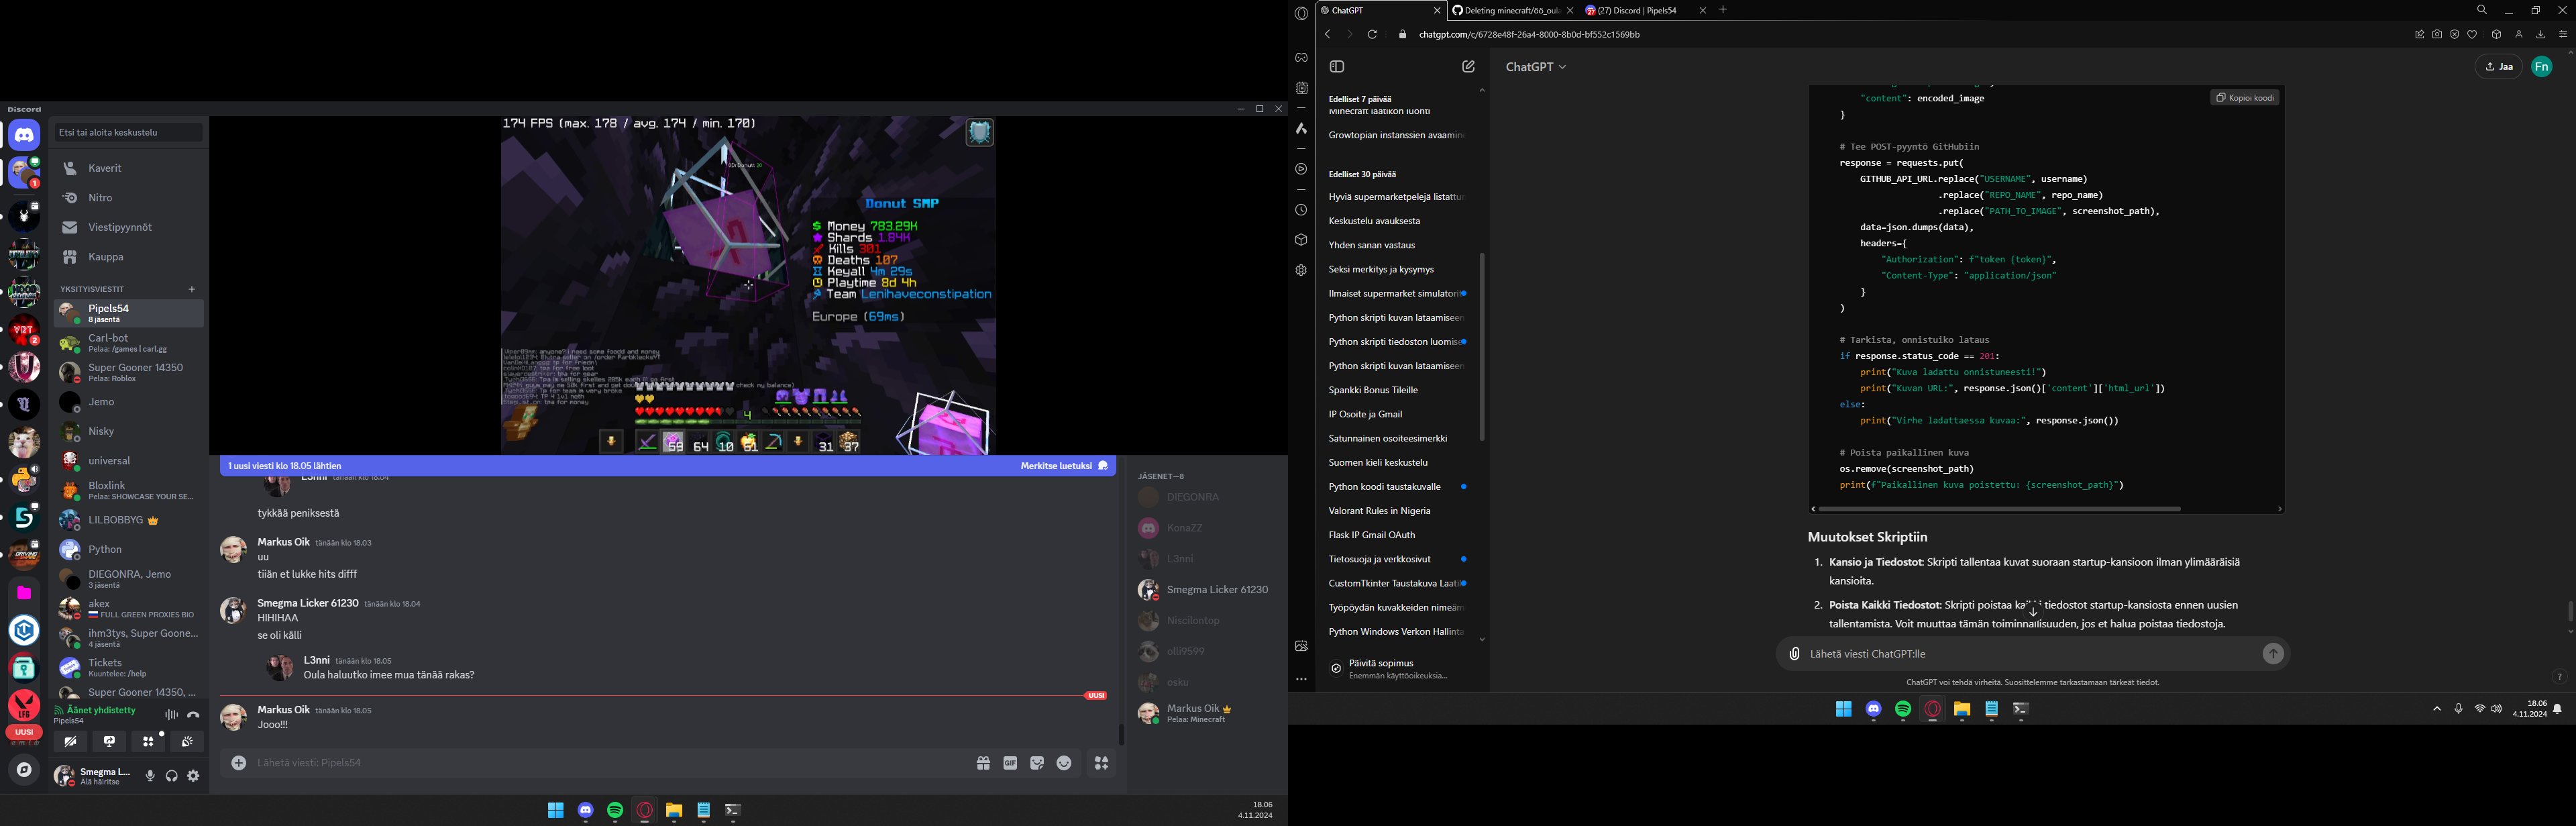 Discord
Etsi tai aloita keskustelu
Kaverit
Nitro
Viestipyynnöt
Kauppa
YKSITYISVIESTIT
Pipels54
8 jäsentä
Carl-bot
Pelaa: /games | carl.gg
Super Gooner 14350
Pelaa: Roblox
Jemo
Nisky
universal
Bloxlink
Pelaa: SHOWCASE YOUR SE...
LILBOBBYG
Python
DIEGONRA, Jemo
3 jäsentä
akex
FULL GREEN PROXIES BIO
ihm3tys, Super Goone...
4 jäsentä
Tickets
Kuuntelee: /help
Super Gooner 14350, ...
Äänet yhdistetty
Pipels54
UUSI
Smegma L...
Älä häiritse
174 FPS (max. 178 / avg. 174 / min. 170)
Donut SMP
Money 783.29K
Shards 1.84K
Kills 301
Deaths 107
Keyall 4m 29s
Playtime 8d 4h
Team Lenihaveconstipation
Europe (69ms)
4
59 64 10 61 31 37
1 uusi viesti klo 18.05 lähtien
Merkitse luetuksi
L3nni tänään klo 18.04
tykkää peniksestä
Markus Oik tänään klo 18.03
uu
tiiän et lukke hits difff
Smegma Licker 61230 tänään klo 18.04
HIHIHAA
se oli källi
L3nni tänään klo 18.05
Oula haluutko imee mua tänää rakas?
UUSI
Markus Oik tänään klo 18.05
Jooo!!!
Lähetä viesti: Pipels54
GIF
JÄSENET—8
DIEGONRA
KonaZZ
L3nni
Smegma Licker 61230
Niscilontop
olli9599
osku
Markus Oik
Pelaa: Minecraft
18.06
4.11.2024
ChatGPT
Deleting minecraft/öö_oula
(27) Discord | Pipels54
chatgpt.com/c/6728e48f-26a4-8000-8b0d-bf552c1569bb
ChatGPT
Jaa
Fn
Edelliset 7 päivää
Minecraft laatikon luonti
Growtopian instanssien avaamine
Edelliset 30 päivää
Hyviä supermarketpelejä listattun
Keskustelu avauksesta
Yhden sanan vastaus
Seksi merkitys ja kysymys
Ilmaiset supermarket simulatorit
Python skripti kuvan lataamiseen
Python skripti tiedoston luomise
Python skripti kuvan lataamiseen
Spankki Bonus Tileille
IP Osoite ja Gmail
Satunnainen osoiteesimerkki
Suomen kieli keskustelu
Python koodi taustakuvalle
Valorant Rules in Nigeria
Flask IP Gmail OAuth
Tietosuoja ja verkkosivut
CustomTkinter Taustakuva Laati
Työpöydän kuvakkeiden nimeäm
Python Windows Verkon Hallinta
Päivitä sopimus
Enemmän käyttöoikeuksia...
Kopioi koodi
"content": encoded_image
}
# Tee POST-pyyntö GitHubiin
response = requests.put(
GITHUB_API_URL.replace("USERNAME", username)
.replace("REPO_NAME", repo_name)
.replace("PATH_TO_IMAGE", screenshot_path),
data=json.dumps(data),
headers={
"Authorization": f"token {token}",
"Content-Type": "application/json"
}
)
# Tarkista, onnistuiko lataus
if response.status_code == 201:
print("Kuva ladattu onnistuneesti!")
print("Kuvan URL:", response.json()['content']['html_url'])
else:
print("Virhe ladattaessa kuvaa:", response.json())
# Poista paikallinen kuva
os.remove(screenshot_path)
print(f"Paikallinen kuva poistettu: {screenshot_path}")
Muutokset Skriptiin
1. Kansio ja Tiedostot: Skripti tallentaa kuvat suoraan startup-kansioon ilman ylimääräisiä
kansioita.
2. Poista Kaikki Tiedostot: Skripti poistaa kaikki tiedostot startup-kansiosta ennen uusien
tallentamista. Voit muuttaa tämän toiminnallisuuden, jos et halua poistaa tiedostoja.
Lähetä viesti ChatGPT:lle
ChatGPT voi tehdä virheitä. Suosittelemme tarkastamaan tärkeät tiedot.
?
18.06
4.11.2024